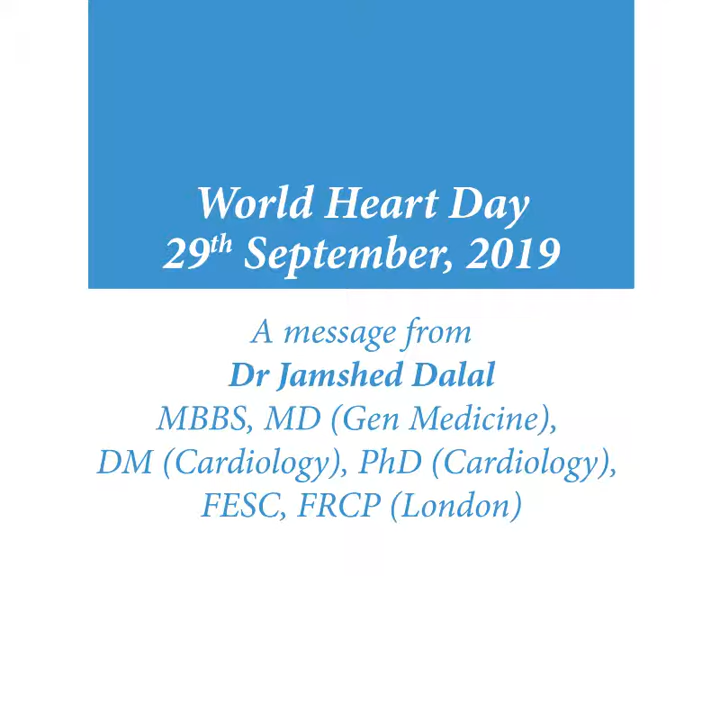 World Heart Day
29th September, 2019
A message from
Dr Jamshed Dalal
MBBS, MD (Gen Medicine),
DM (Cardiology), PhD (Cardiology),
FESC, FRCP (London)